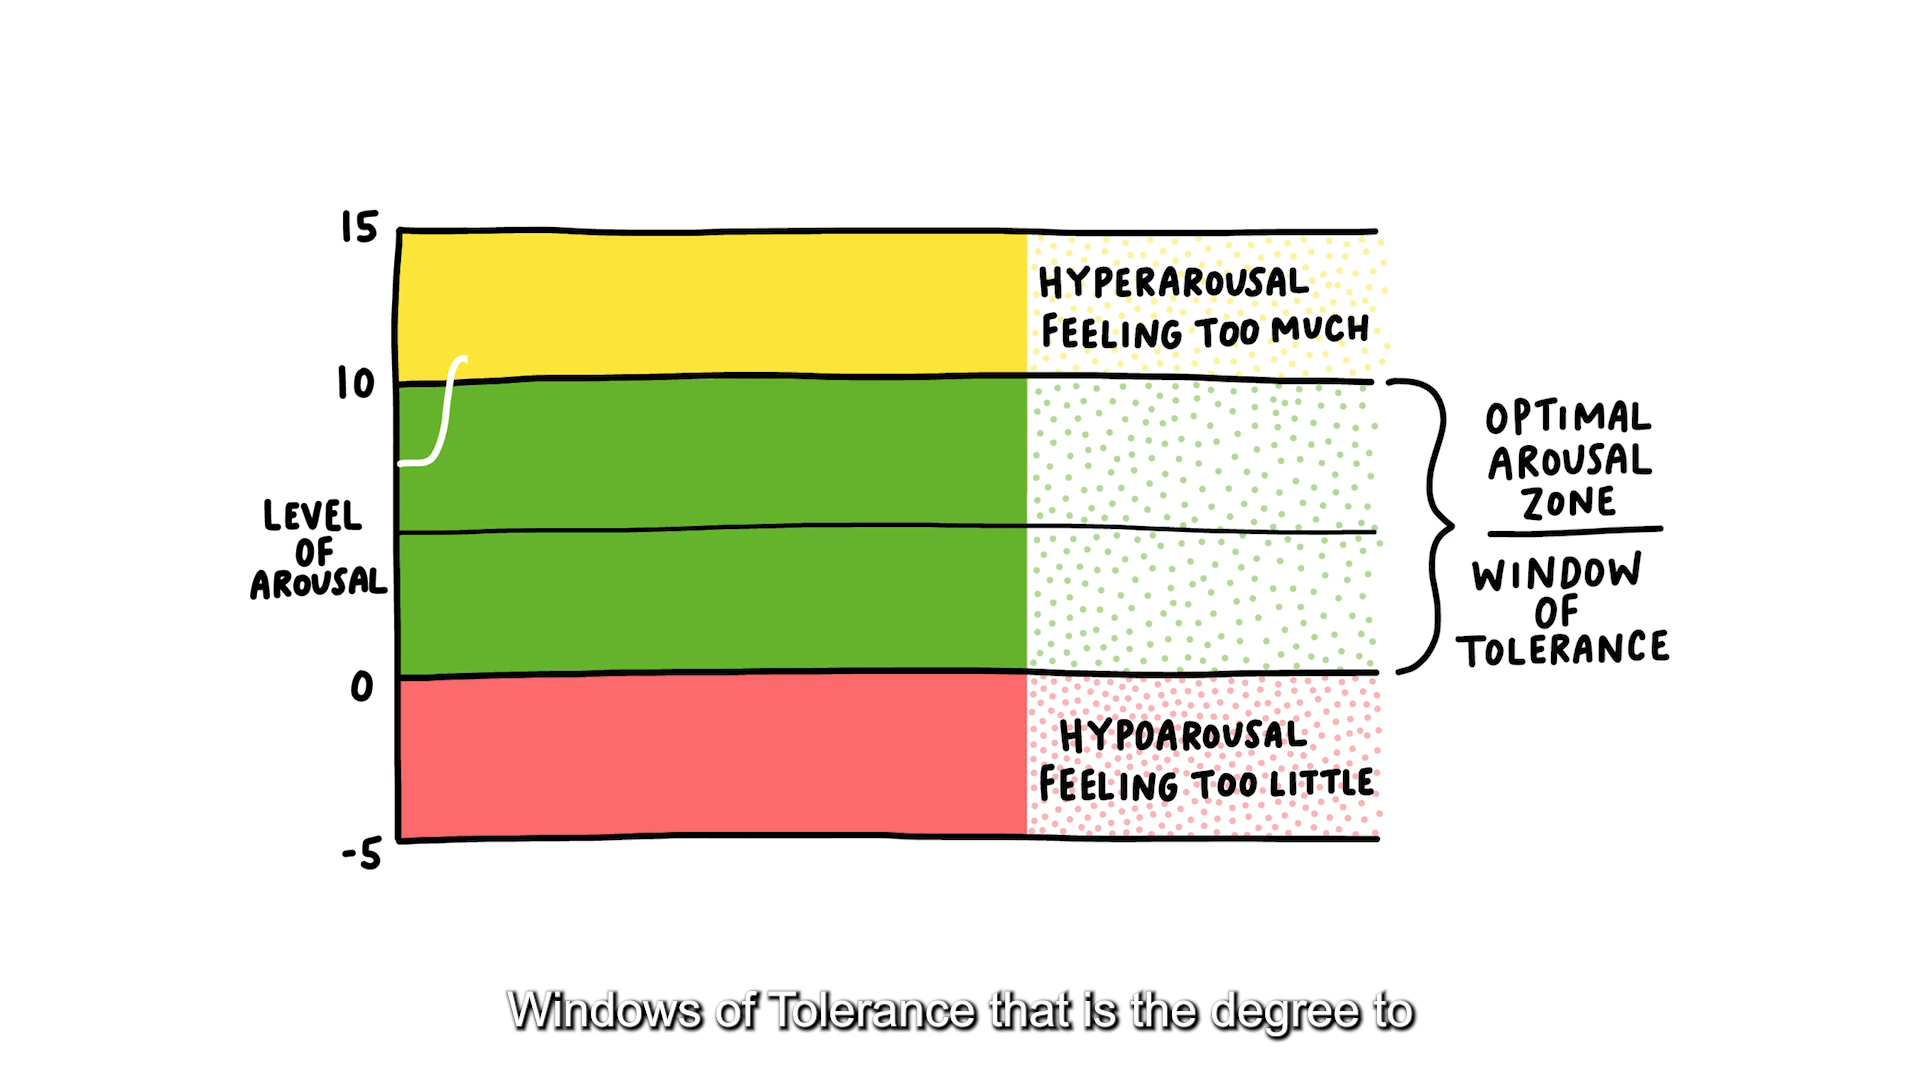 15
HYPERAROUSAL
FEELING TOO MUCH
10
OPTIMAL
AROUSAL
ZONE
LEVEL
OF
AROUSAL
WINDOW
OF
TOLERANCE
0
HYPOAROUSAL
FEELING TOO LITTLE
-5
Windows of Tolerance that is the degree to